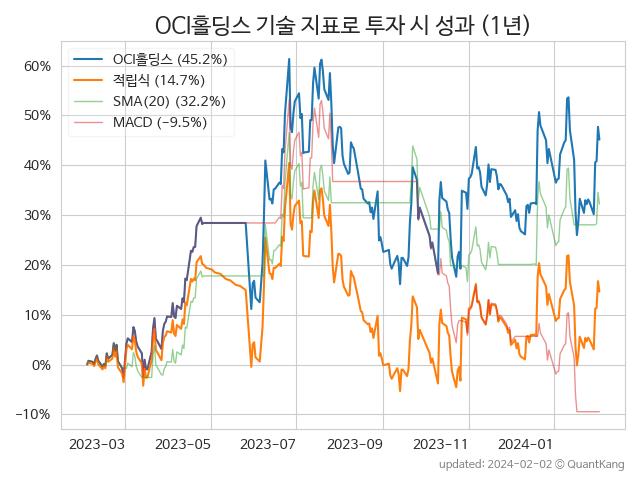 OCI홀딩스 기술 지표로 투자 시 성과 (1년)
OCI홀딩스 (45.2%)
적립식 (14.7%)
SMA(20) (32.2%)
MACD (−9.5%)
60%
50%
40%
30%
20%
10%
0%
−10%
2023-03 2023-05 2023-07 2023-09 2023-11 2024-01
updated: 2024-02-02 © QuantKang